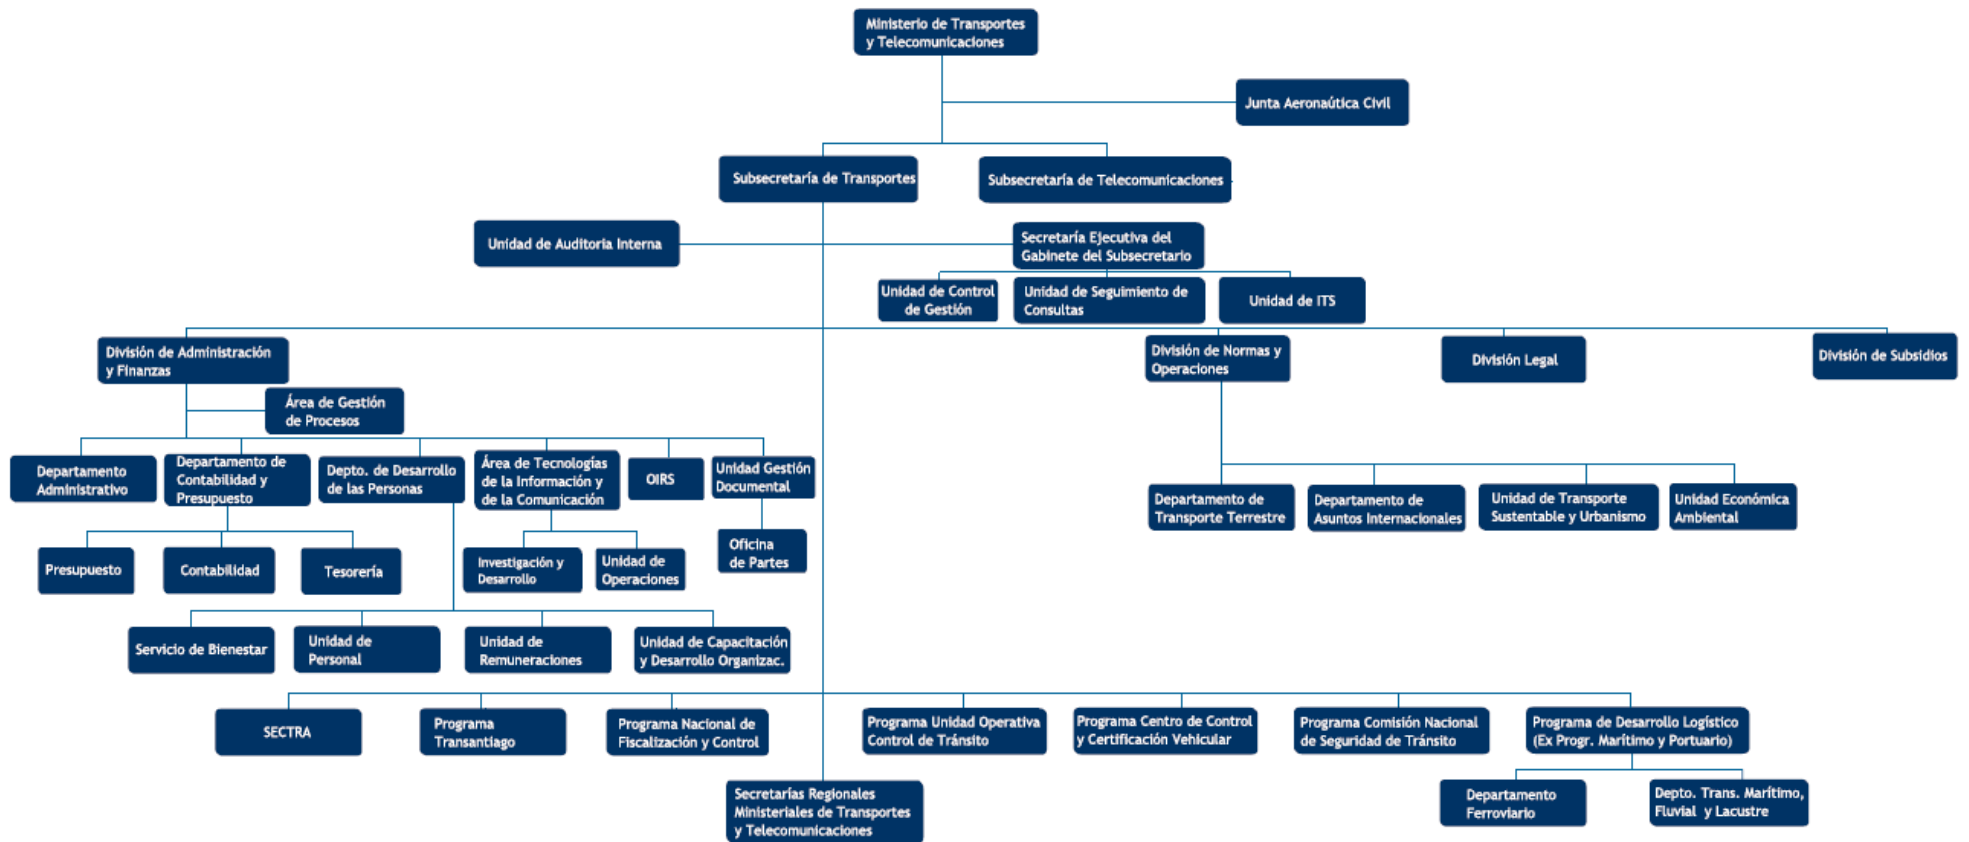 Ministerio de Transportes
y Telecomunicaciones
Junta Aeronaútica Civil
Subsecretaría de Transportes
Subsecretaría de Telecomunicaciones
Unidad de Auditoria Interna
Secretaría Ejecutiva del
Gabinete del Subsecretario
Unidad de Control
de Gestión
Unidad de Seguimiento de
Consultas
Unidad de ITS
División de Administración
y Finanzas
División de Normas y
Operaciones
División Legal
División de Subsidios
Área de Gestión
de Procesos
Departamento
Administrativo
Departamento de
Contabilidad y
Presupuesto
Depto. de Desarrollo
de las Personas
Área de Tecnologías
de la Información y
de la Comunicación
OIRS
Unidad Gestión
Documental
Departamento de
Transporte Terrestre
Departamento de
Asuntos Internacionales
Unidad de Transporte
Sustentable y Urbanismo
Unidad Económica
Ambiental
Presupuesto
Contabilidad
Tesorería
Investigación y
Desarrollo
Unidad de
Operaciones
Oficina
de Partes
Servicio de Bienestar
Unidad de
Personal
Unidad de
Remuneraciones
Unidad de Capacitación
y Desarrollo Organizac.
SECTRA
Programa
Transantiago
Programa Nacional de
Fiscalización y Control
Programa Unidad Operativa
Control de Tránsito
Programa Centro de Control
y Certificación Vehicular
Programa Comisión Nacional
de Seguridad de Tránsito
Programa de Desarrollo Logístico
(Ex Progr. Marítimo y Portuario)
Secretarías Regionales
Ministeriales de Transportes
y Telecomunicaciones
Departamento
Ferroviario
Depto. Trans. Marítimo,
Fluvial y Lacustre